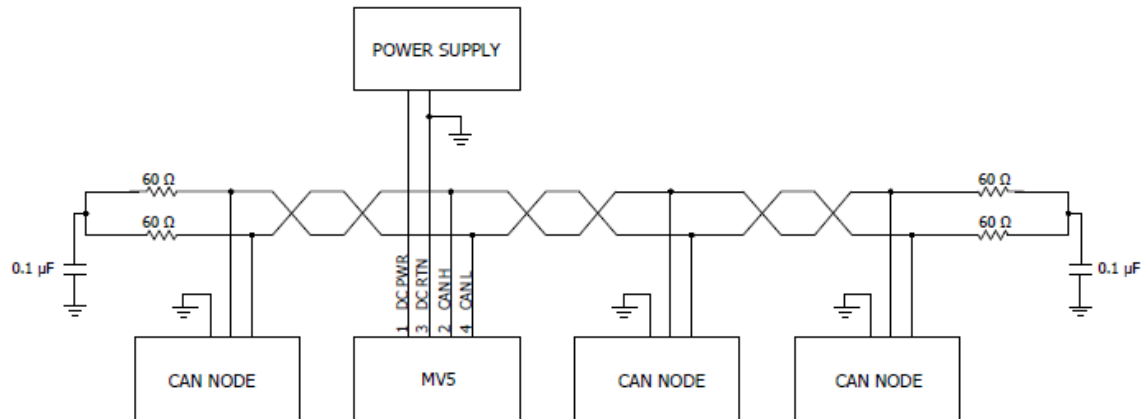 POWER SUPPLY
60 Ω
60 Ω
60 Ω
60 Ω
0.1 µF
0.1 µF
1 DC PWR
3 DC RTN
2 CAN H
4 CAN L
CAN NODE
MV5
CAN NODE
CAN NODE